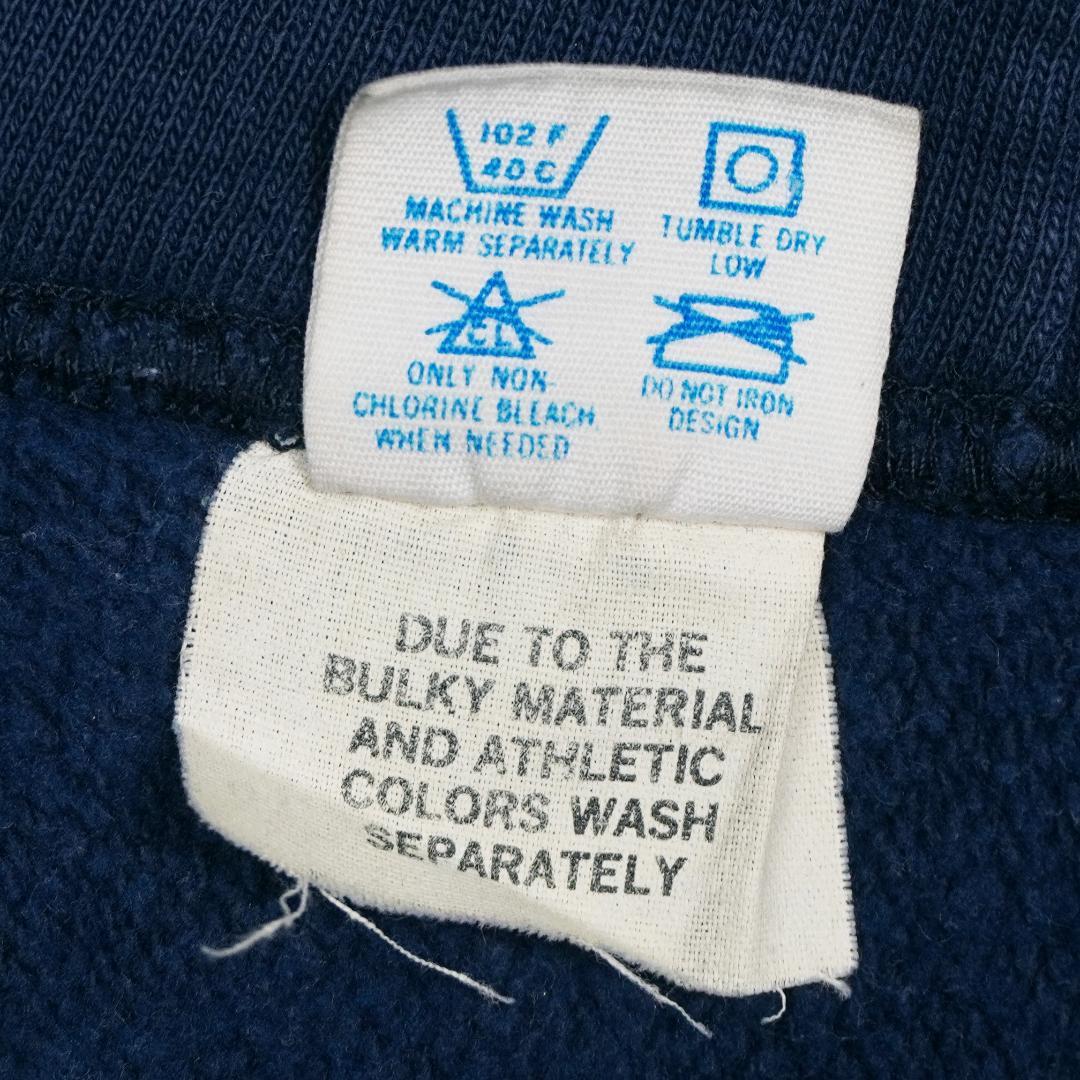 102 F
40 C
MACHINE WASH
WARM SEPARATELY
TUMBLE DRY
LOW
CL
ONLY NON-
CHLORINE BLEACH
WHEN NEEDED
DO NOT IRON
DESIGN
DUE TO THE
BULKY MATERIAL
AND ATHLETIC
COLORS WASH
SEPARATELY